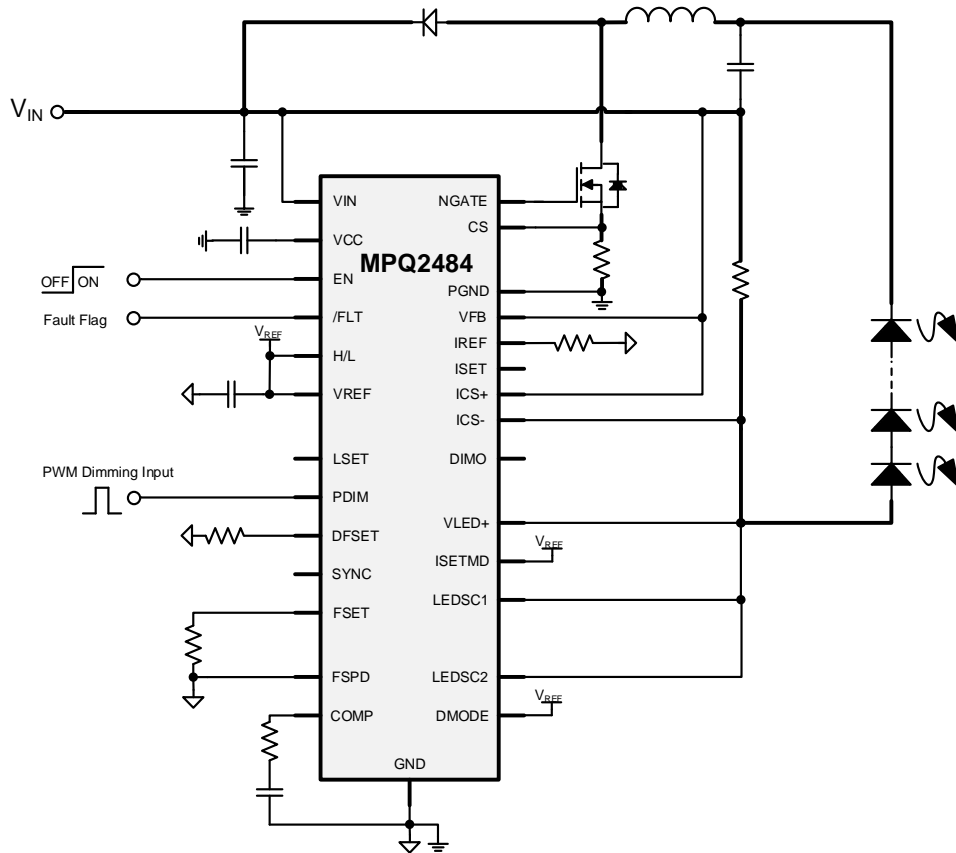 VIN
MPQ2484
VIN
VCC
EN
/FLT
H/L
VREF
LSET
PDIM
DFSET
SYNC
FSET
FSPD
COMP
GND
NGATE
CS
PGND
VFB
IREF
ISET
ICS+
ICS-
DIMO
VLED+
ISETMD
LEDSC1
LEDSC2
DMODE
OFF ON
Fault Flag
VREF
PWM Dimming Input
VREF
VREF